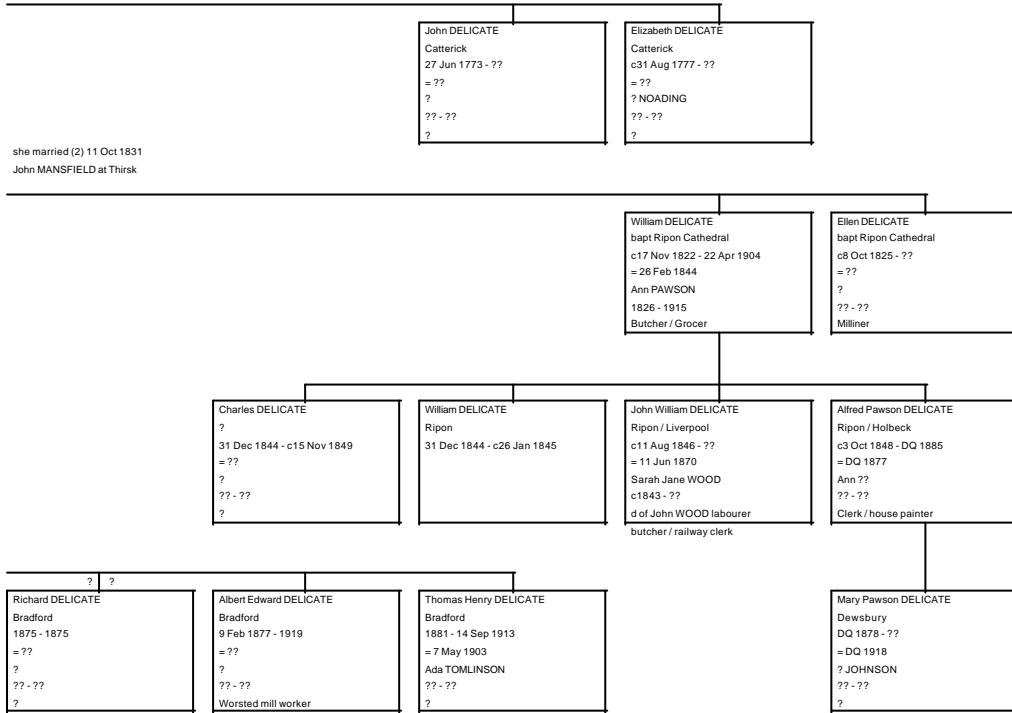 John DELICATE
Catterick
27 Jun 1773 - ??
= ??
?
?? - ??
?
Elizabeth DELICATE
Catterick
c31 Aug 1777 - ??
= ??
? NOADING
?? - ??
?
she married (2) 11 Oct 1831
John MANSFIELD at Thirsk
William DELICATE
bapt Ripon Cathedral
c17 Nov 1822 - 22 Apr 1904
= 26 Feb 1844
Ann PAWSON
1826 - 1915
Butcher / Grocer
Ellen DELICATE
bapt Ripon Cathedral
c8 Oct 1825 - ??
= ??
?
?? - ??
Milliner
Charles DELICATE
?
31 Dec 1844 - c15 Nov 1849
= ??
?
?? - ??
?
William DELICATE
Ripon
31 Dec 1844 - c26 Jan 1845
John William DELICATE
Ripon / Liverpool
c11 Aug 1846 - ??
= 11 Jun 1870
Sarah Jane WOOD
c1843 - ??
d of John WOOD labourer
butcher / railway clerk
Alfred Pawson DELICATE
Ripon / Holbeck
c3 Oct 1848 - DQ 1885
= DQ 1877
Ann ??
?? - ??
Clerk / house painter
? ?
Richard DELICATE
Bradford
1875 - 1875
= ??
?
?? - ??
?
Albert Edward DELICATE
Bradford
9 Feb 1877 - 1919
= ??
?
?? - ??
Worsted mill worker
Thomas Henry DELICATE
Bradford
1881 - 14 Sep 1913
= 7 May 1903
Ada TOMLINSON
?? - ??
?
Mary Pawson DELICATE
Dewsbury
DQ 1878 - ??
= DQ 1918
? JOHNSON
?? - ??
?